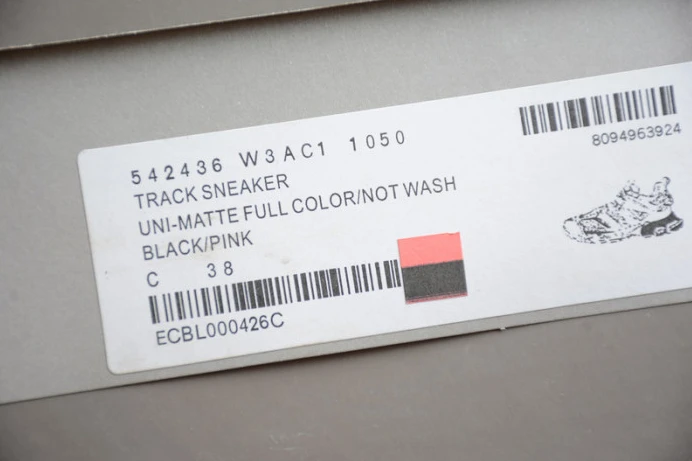 542436 W3AC1 1050
TRACK SNEAKER
UNI-MATTE FULL COLOR/NOT WASH
BLACK/PINK
C 38
ECBL000426C
8094963924